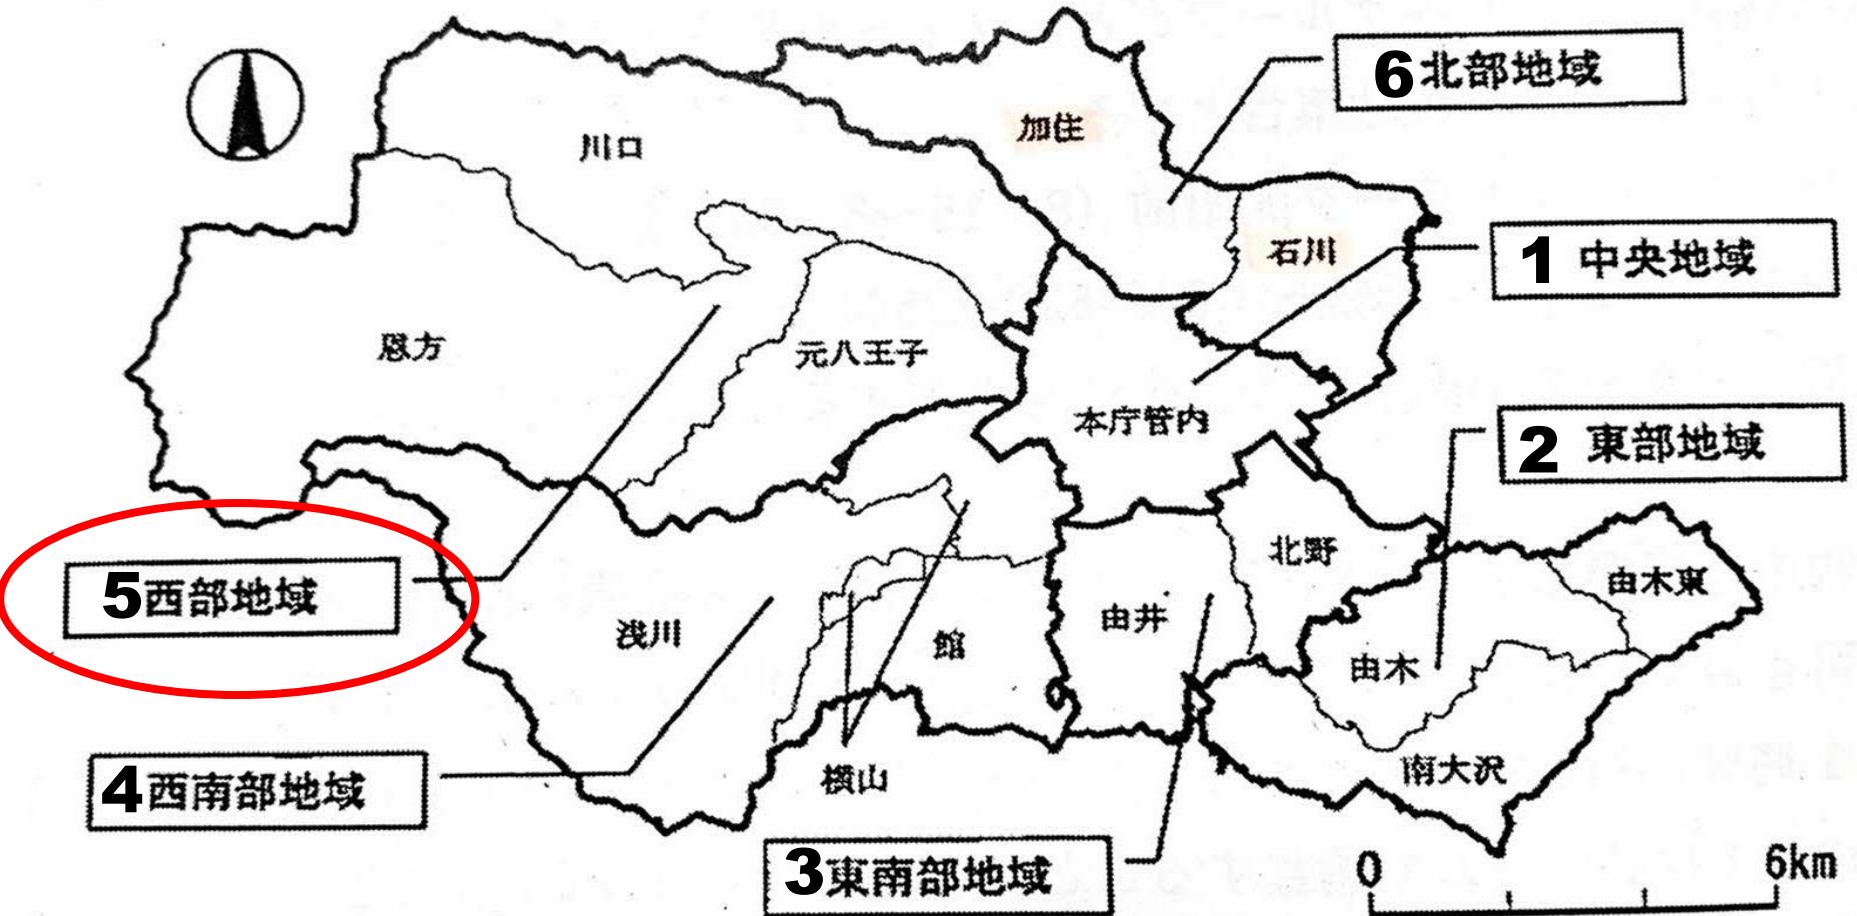 6北部地域
加住
川口
石川
1 中央地域
恩方
元八王子
本庁管内
2 東部地域
北野
由木東
5西部地域
由井
浅川
館
由木
南大沢
4西南部地域
横山
3東南部地域
0
6km